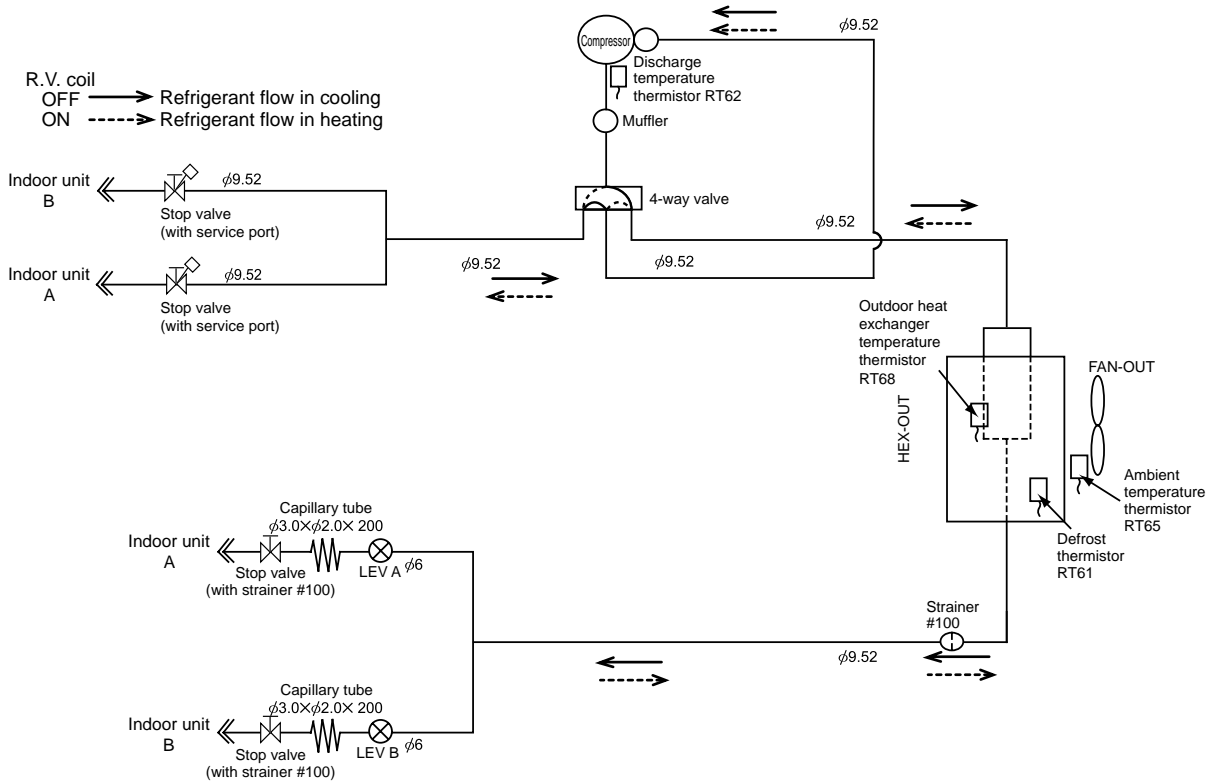 Compressor
φ9.52
Discharge
temperature
thermistor RT62
Muffler
R.V. coil
OFF
Refrigerant flow in cooling
ON
Refrigerant flow in heating
Indoor unit
B
φ9.52
Stop valve
(with service port)
4-way valve
φ9.52
Indoor unit
A
φ9.52
Stop valve
(with service port)
φ9.52
φ9.52
Outdoor heat
exchanger
temperature
thermistor
RT68
FAN-OUT
HEX-OUT
Ambient
temperature
thermistor
RT65
Defrost
thermistor
RT61
Capillary tube
φ3.0×φ2.0× 200
Indoor unit
A
LEV A
φ6
Stop valve
(with strainer #100)
Strainer
#100
φ9.52
Capillary tube
φ3.0×φ2.0× 200
Indoor unit
B
LEV B
φ6
Stop valve
(with strainer #100)